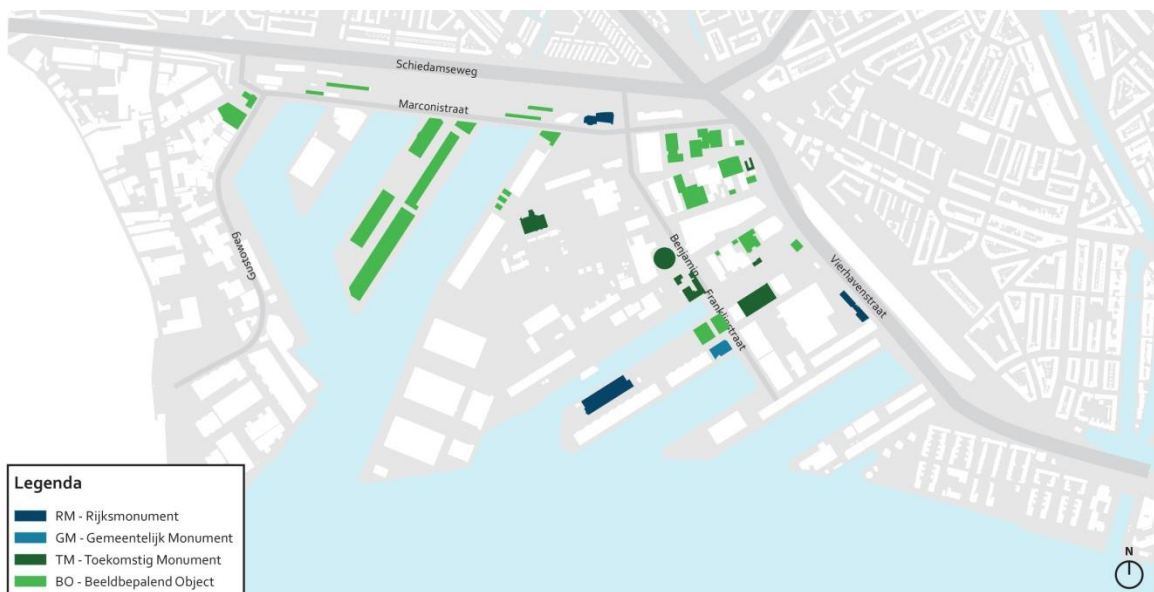 Schiedamseweg
Marconistraat
Gustoweg
Benjamin Franklinstraat
Vierhavenstraat
Legenda
RM - Rijksmonument
GM - Gemeentelijk Monument
TM - Toekomstig Monument
BO - Beeldbepalend Object
N